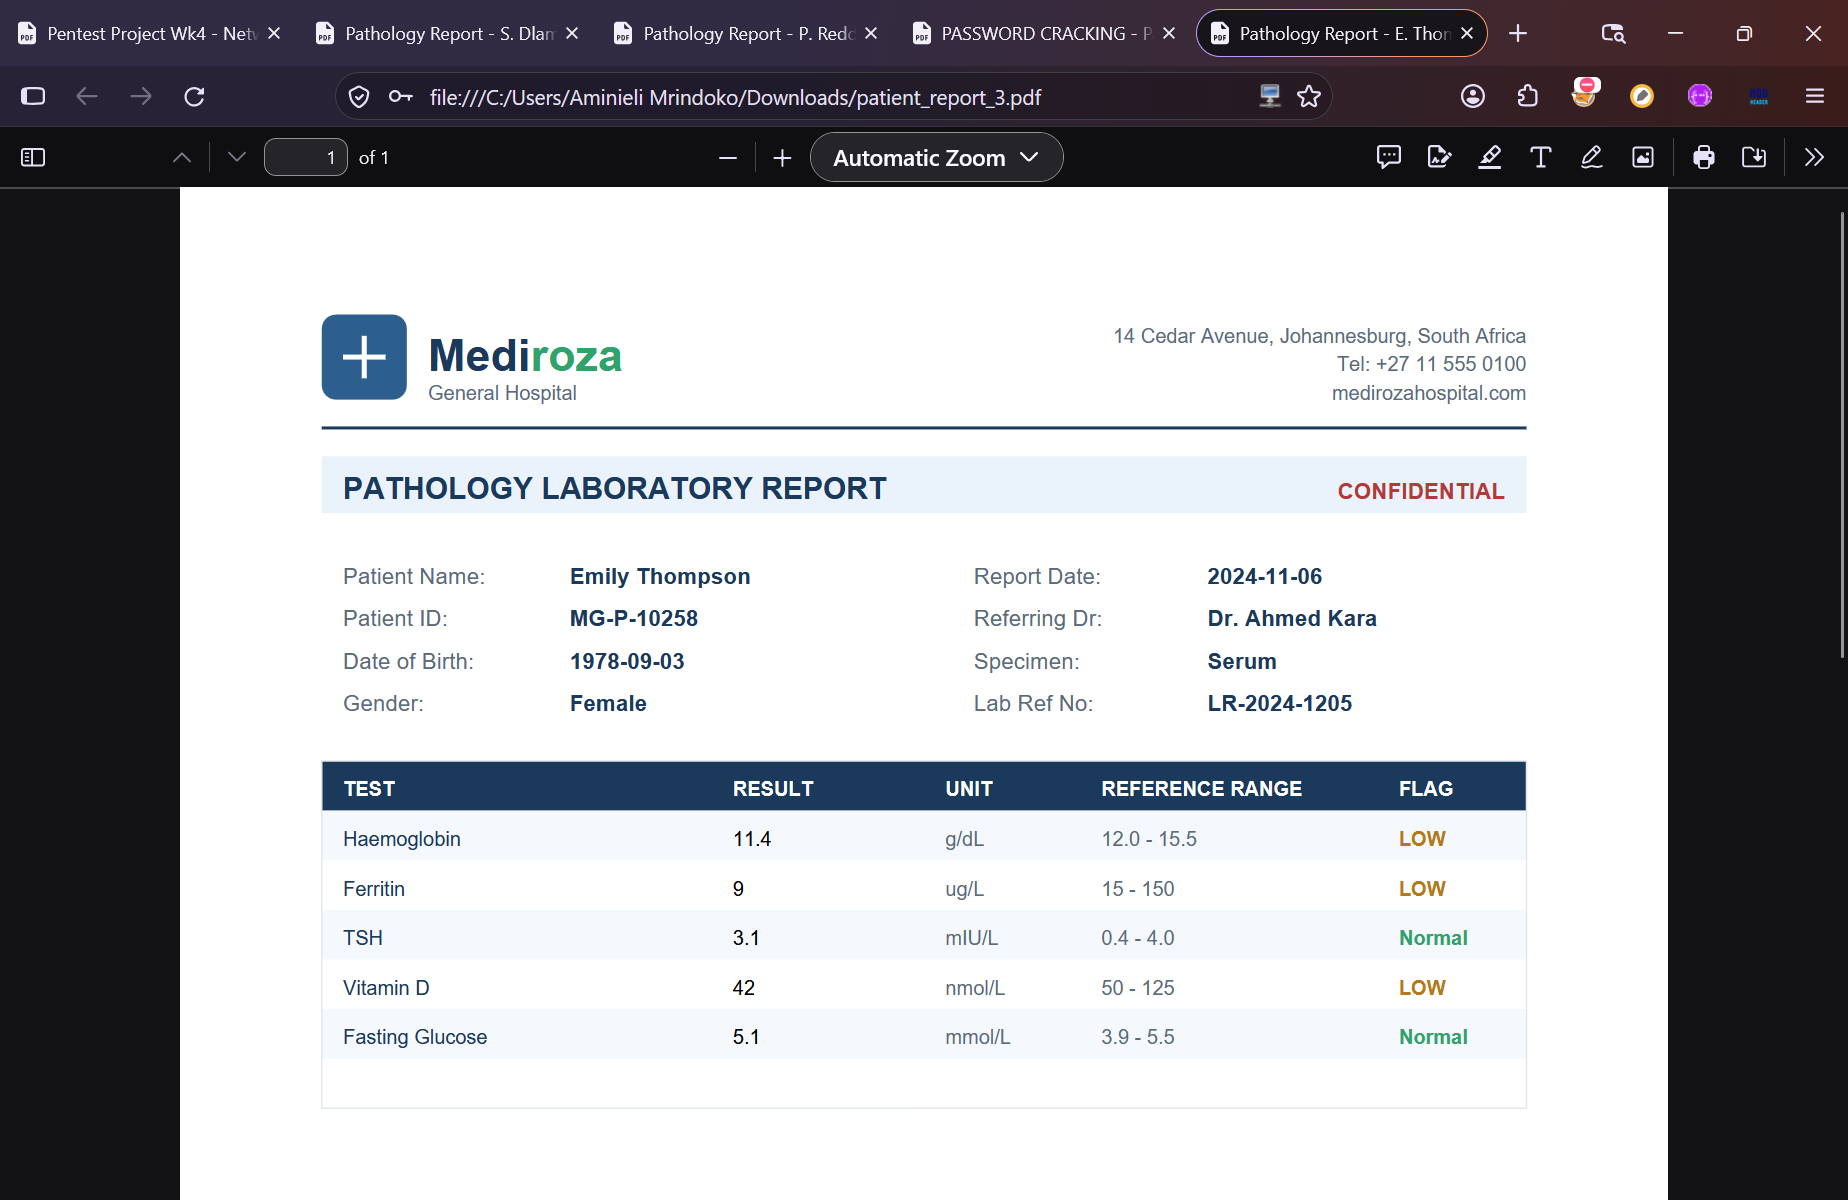 Pentest Project Wk4 - Netw
Pathology Report - S. Dlam
Pathology Report - P. Redd
PASSWORD CRACKING - P
Pathology Report - E. Thon
file:///C:/Users/Aminieli Mrindoko/Downloads/patient_report_3.pdf
1 of 1
Automatic Zoom
Mediroza
General Hospital
14 Cedar Avenue, Johannesburg, South Africa
Tel: +27 11 555 0100
medirozahospital.com
PATHOLOGY LABORATORY REPORT CONFIDENTIAL
Patient Name: Emily Thompson Report Date: 2024-11-06
Patient ID: MG-P-10258 Referring Dr: Dr. Ahmed Kara
Date of Birth: 1978-09-03 Specimen: Serum
Gender: Female Lab Ref No: LR-2024-1205
TEST RESULT UNIT REFERENCE RANGE FLAG
Haemoglobin 11.4 g/dL 12.0 - 15.5 LOW
Ferritin 9 ug/L 15 - 150 LOW
TSH 3.1 mIU/L 0.4 - 4.0 Normal
Vitamin D 42 nmol/L 50 - 125 LOW
Fasting Glucose 5.1 mmol/L 3.9 - 5.5 Normal